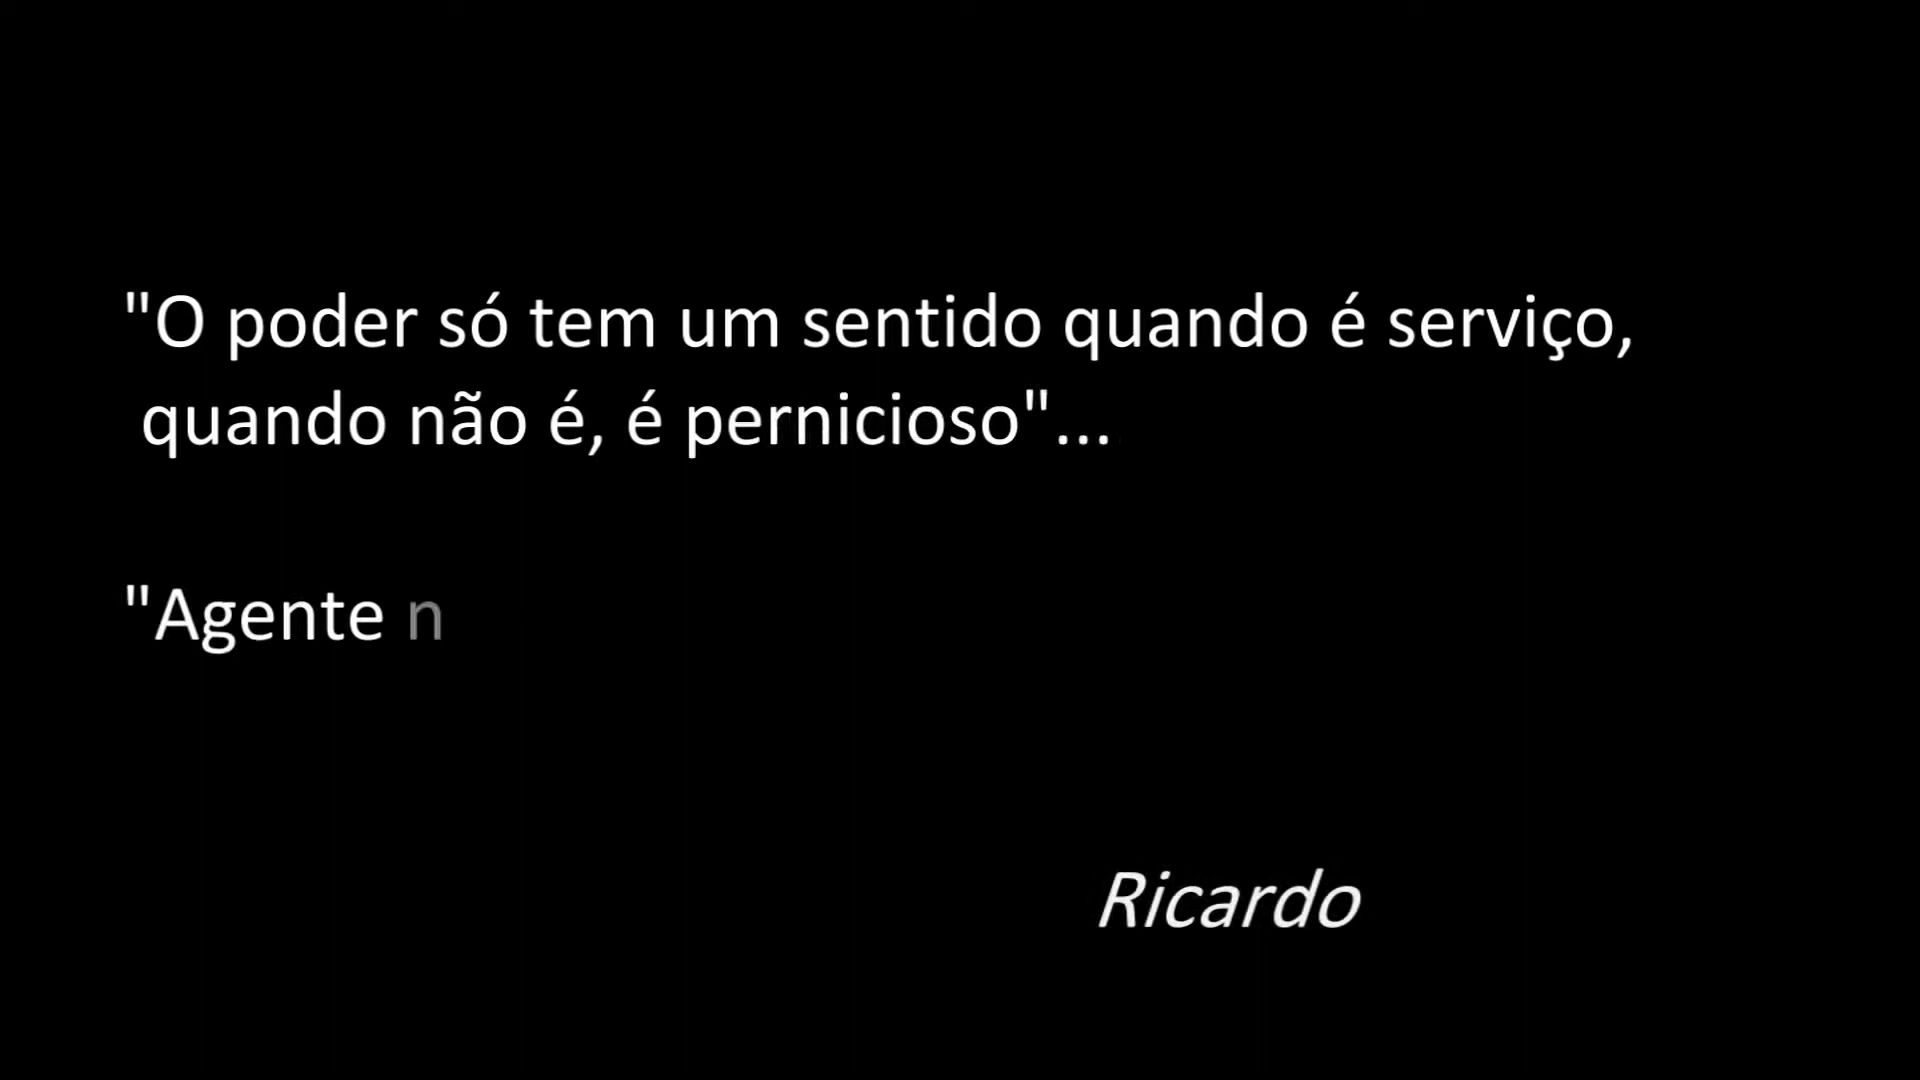 "O poder só tem um sentido quando é serviço,
quando não é, é pernicioso"...
"Agente n
Ricardo